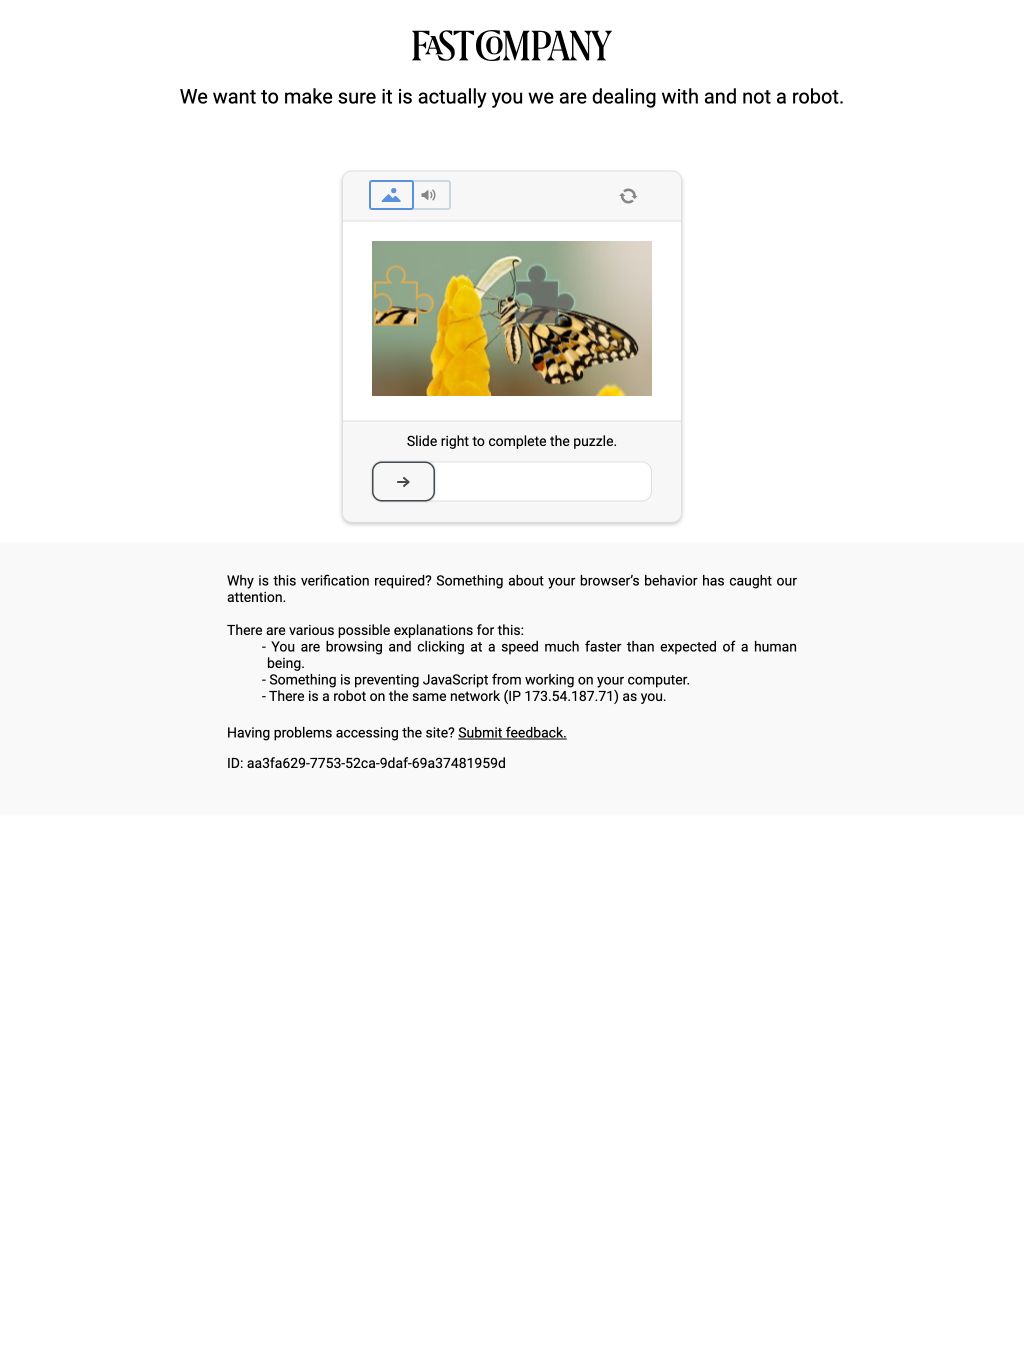 FAST COMPANY
We want to make sure it is actually you we are dealing with and not a robot.
Slide right to complete the puzzle.
Why is this verification required? Something about your browser's behavior has caught our
attention.
There are various possible explanations for this:
- You are browsing and clicking at a speed much faster than expected of a human
being.
- Something is preventing JavaScript from working on your computer.
- There is a robot on the same network (IP 173.54.187.71) as you.
Having problems accessing the site? Submit feedback.
ID: aa3fa629-7753-52ca-9daf-69a37481959d